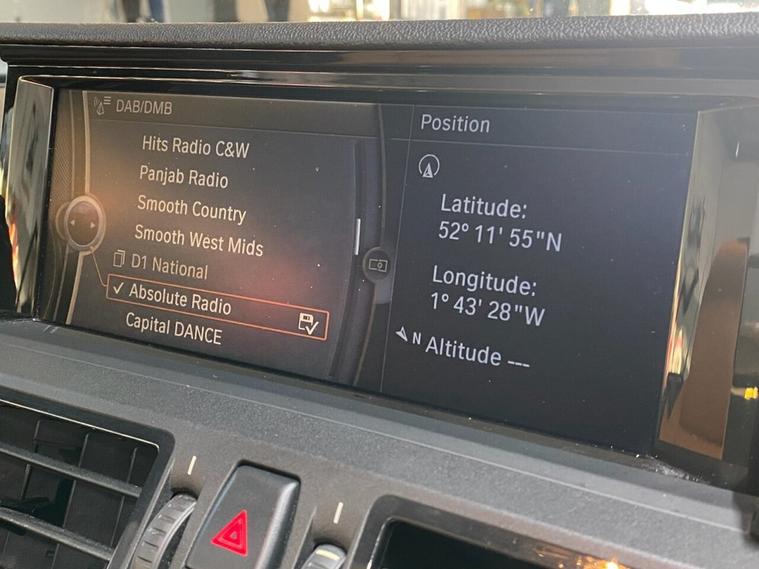 DAB/DMB
Hits Radio C&W
Panjab Radio
Smooth Country
Smooth West Mids
D1 National
✓ Absolute Radio
Capital DANCE
Position
Latitude:
52° 11' 55"N
Longitude:
1° 43' 28"W
N Altitude ---